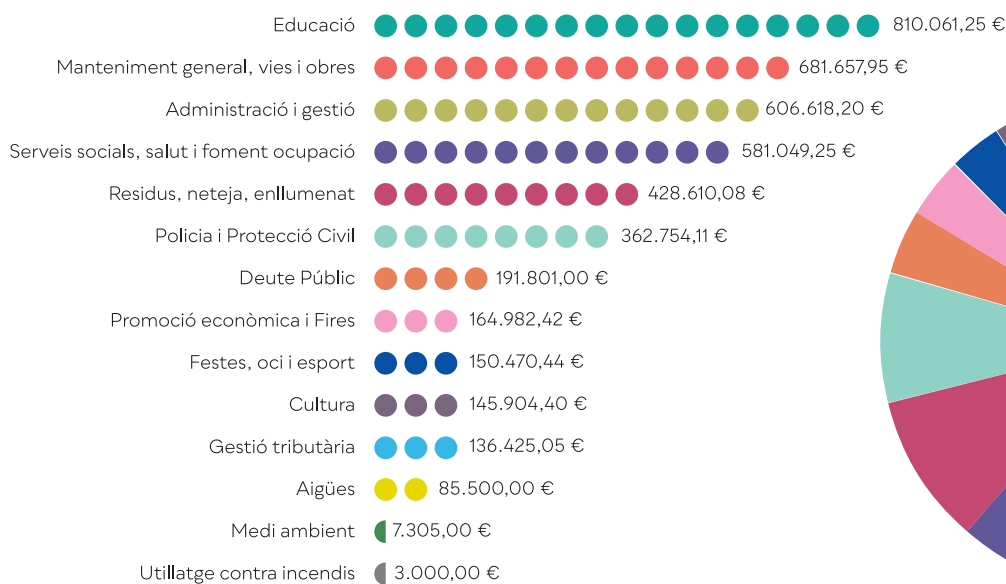 Educació 810.061,25 €
Manteniment general, vies i obres 681.657,95 €
Administració i gestió 606.618,20 €
Serveis socials, salut i foment ocupació 581.049,25 €
Residus, neteja, enllumenat 428.610,08 €
Policia i Protecció Civil 362.754,11 €
Deute Públic 191.801,00 €
Promoció econòmica i Fires 164.982,42 €
Festes, oci i esport 150.470,44 €
Cultura 145.904,40 €
Gestió tributària 136.425,05 €
Aigües 85.500,00 €
Medi ambient 7.305,00 €
Utillatge contra incendis 3.000,00 €